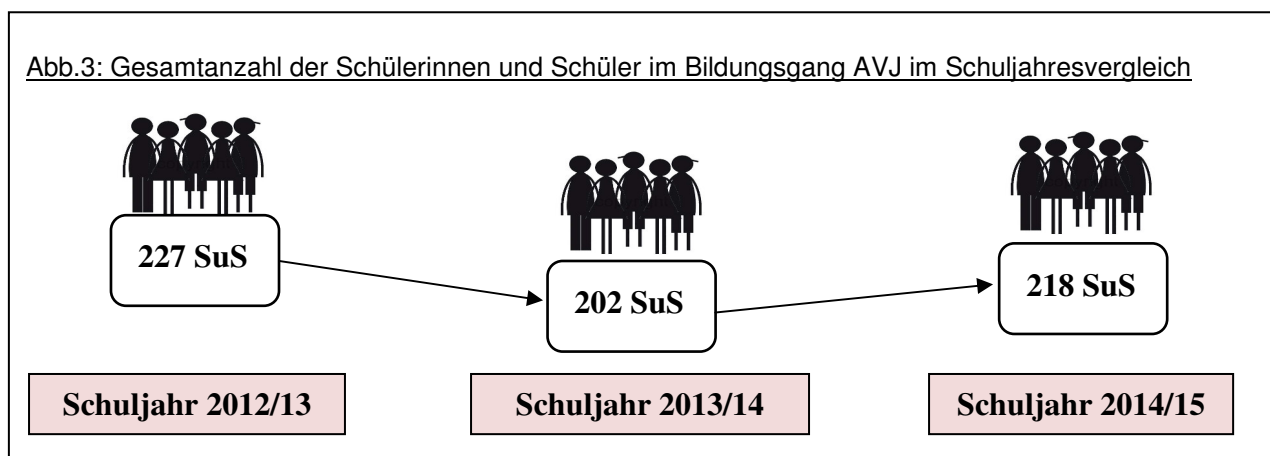 Abb.3: Gesamtanzahl der Schülerinnen und Schüler im Bildungsgang AVJ im Schuljahresvergleich
227 SuS
202 SuS
218 SuS
Schuljahr 2012/13
Schuljahr 2013/14
Schuljahr 2014/15